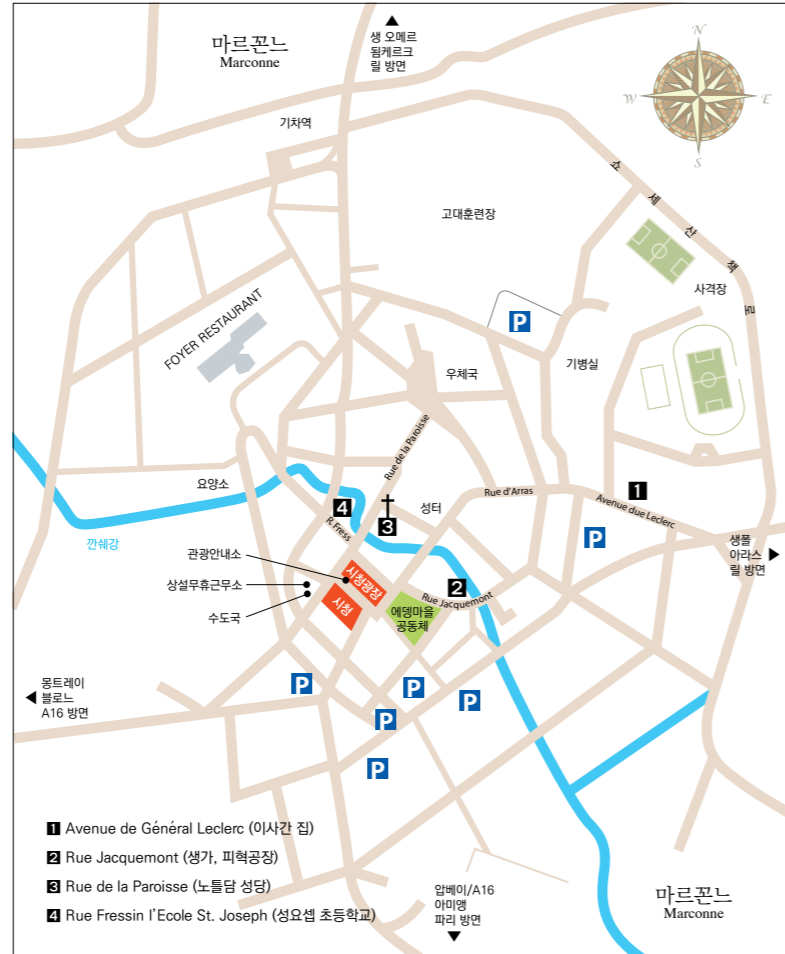 마르꼰느
Marconne
생 오메르
됭케르크
릴 방면
N
W
E
S
기차역
쇼세산책로
고대훈련장
사격장
FOYER RESTAURANT
P
우체국
기병실
Rue de la Paroisse
요양소
Rue d'Arras
1
Avenue due Leclerc
4
3
성터
R. Fress
P
깐쉐강
관광안내소
시청광장
상설무휴근무소
수도국
시청
2
Rue Jacquemont
에뎅마을
공동체
생폴
아라스
릴 방면
몽트레이
블로느
A16 방면
P
P
P
P
P
1 Avenue de Général Leclerc (이사간 집)
2 Rue Jacquemont (생가, 피혁공장)
3 Rue de la Paroisse (노틀담 성당)
4 Rue Fressin l'Ecole St. Joseph (성요셉 초등학교)
압베이/A16
아미앵
파리 방면
마르꼰느
Marconne